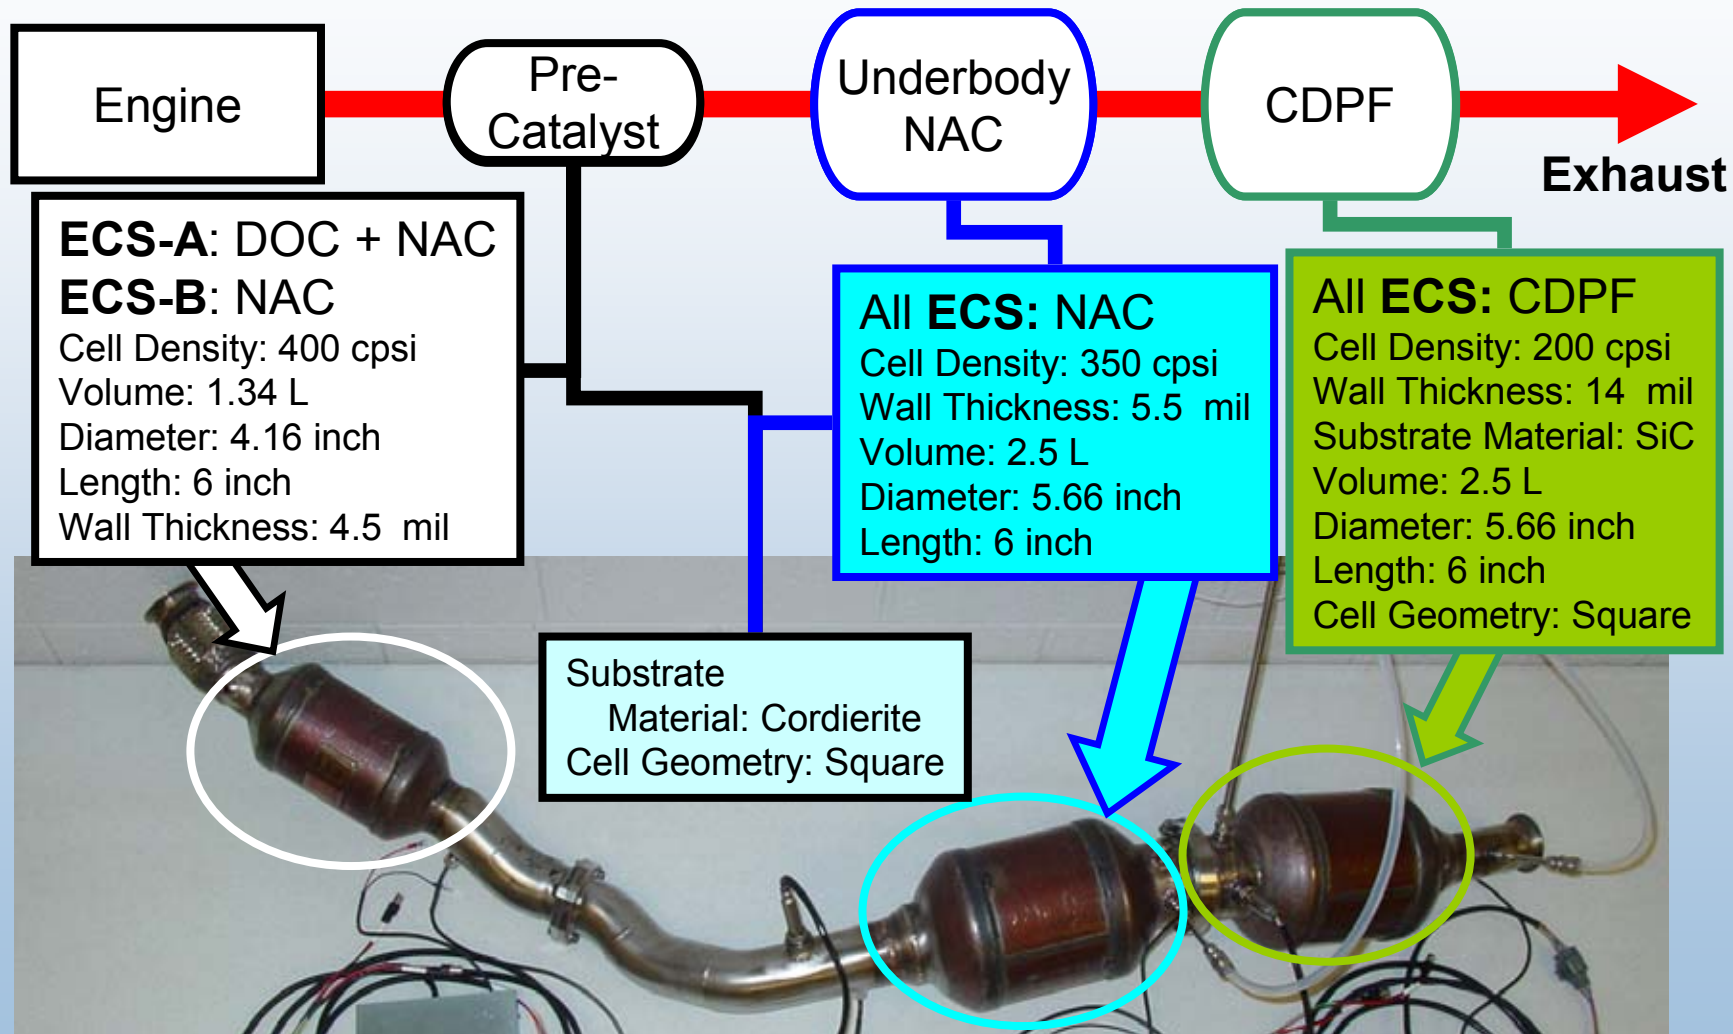 Engine
Pre-
Catalyst
Underbody
NAC
CDPF
Exhaust
ECS-A: DOC + NAC
ECS-B: NAC
Cell Density: 400 cpsi
Volume: 1.34 L
Diameter: 4.16 inch
Length: 6 inch
Wall Thickness: 4.5 mil
All ECS: NAC
Cell Density: 350 cpsi
Wall Thickness: 5.5 mil
Volume: 2.5 L
Diameter: 5.66 inch
Length: 6 inch
All ECS: CDPF
Cell Density: 200 cpsi
Wall Thickness: 14 mil
Substrate Material: SiC
Volume: 2.5 L
Diameter: 5.66 inch
Length: 6 inch
Cell Geometry: Square
Substrate
Material: Cordierite
Cell Geometry: Square